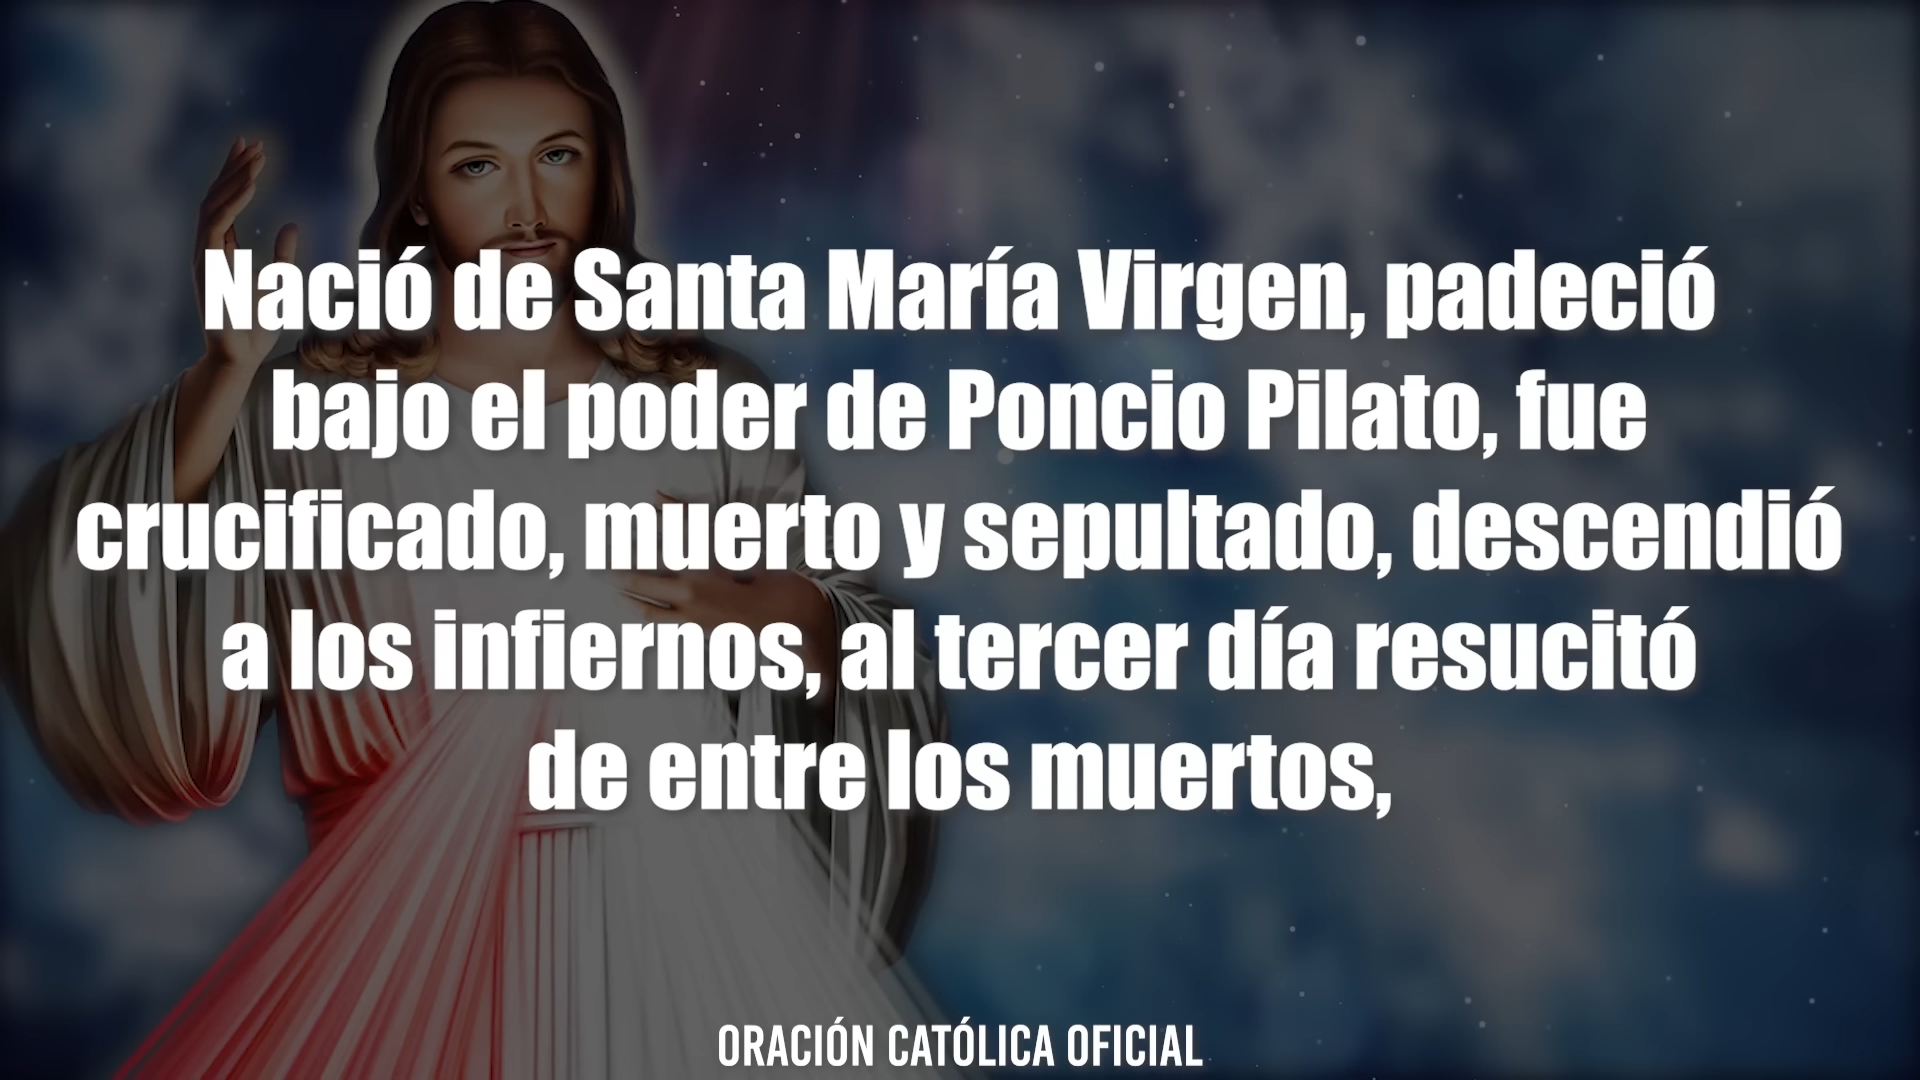 Nació de Santa María Virgen, padeció
bajo el poder de Poncio Pilato, fue
crucificado, muerto y sepultado, descendió
a los infiernos, al tercer día resucitó
de entre los muertos,
ORACIÓN CATÓLICA OFICIAL